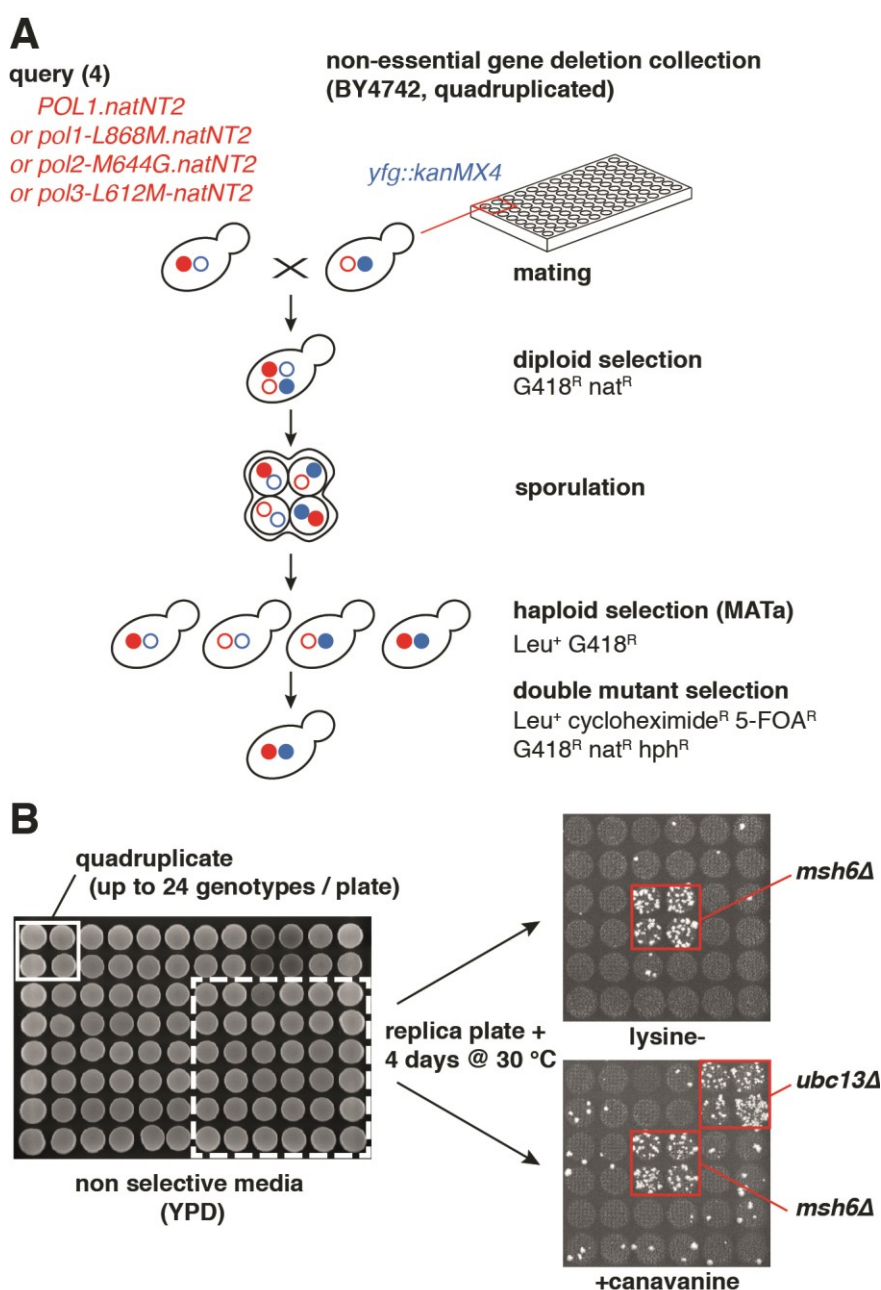 A
query (4)
POL1.natNT2
or pol1-L868M.natNT2
or pol2-M644G.natNT2
or pol3-L612M-natNT2
non-essential gene deletion collection
(BY4742, quadruplicated)
yfg::kanMX4
mating
diploid selection
G418ᴿ natᴿ
sporulation
haploid selection (MATa)
Leu⁺ G418ᴿ
double mutant selection
Leu⁺ cycloheximideᴿ 5-FOAᴿ
G418ᴿ natᴿ hphᴿ
B
quadruplicate
(up to 24 genotypes / plate)
non selective media
(YPD)
replica plate +
4 days @ 30 °C
msh6Δ
lysine-
ubc13Δ
msh6Δ
+canavanine